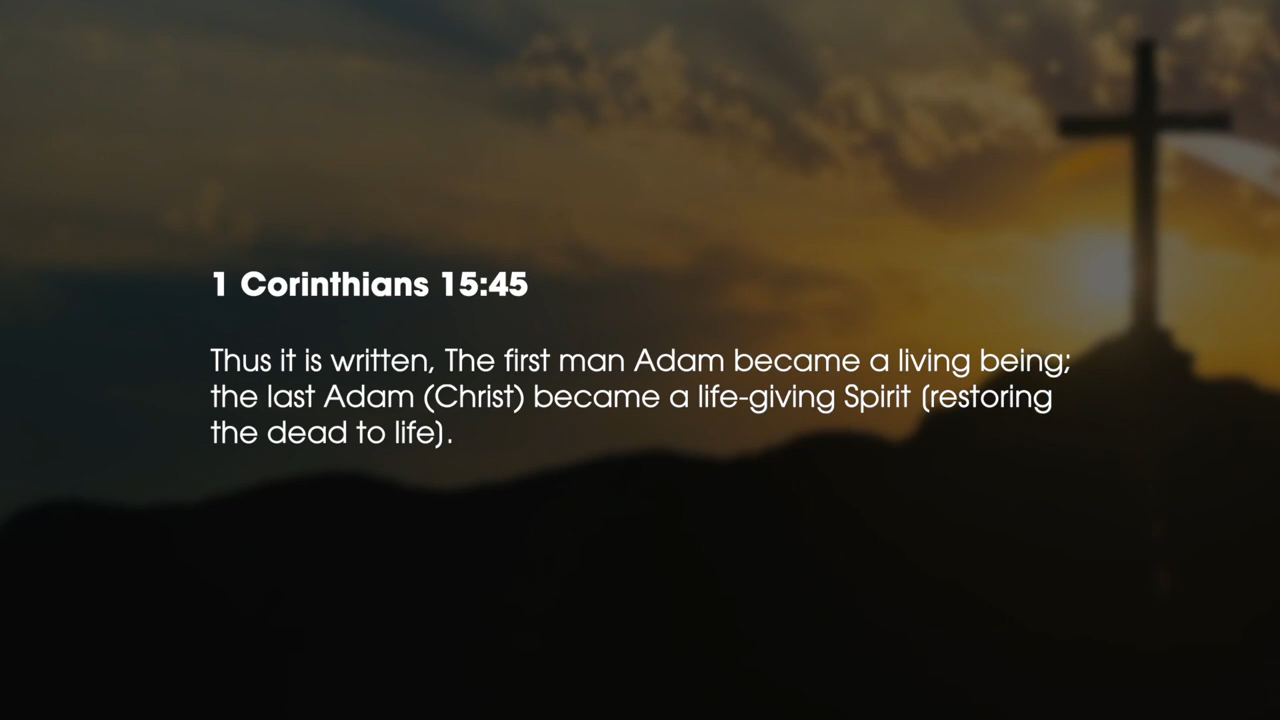 1 Corinthians 15:45
Thus it is written, The first man Adam became a living being;
the last Adam (Christ) became a life-giving Spirit [restoring
the dead to life].